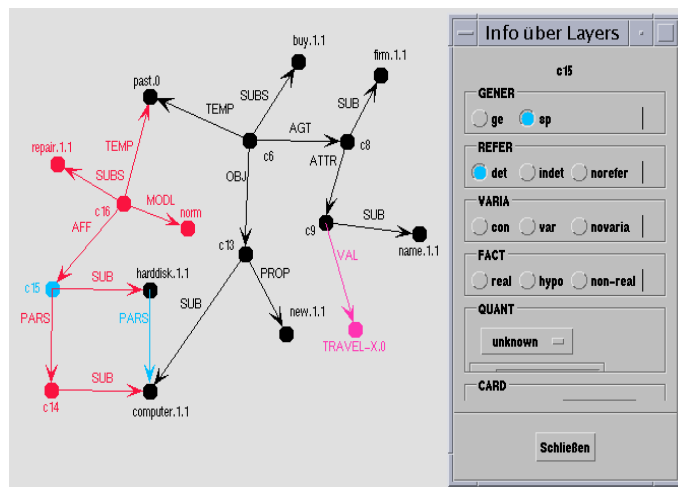 buy.1.1
firm.1.1
past.0
SUBS
TEMP
SUB
repair.1.1
TEMP
AGT
c6
c8
SUBS
OBJ
ATTR
MODL
c16
norm
AFF
c9
SUB
c13
name.1.1
VAL
SUB
harddisk.1.1
PROP
c15
SUB
PARS
PARS
new.1.1
TRAVEL-X.0
SUB
c14
computer.1.1
Info über Layers
c15
GENER
ge sp
REFER
det indet norefer
VARIA
con var novaria
FACT
real hypo non-real
QUANT
unknown
CARD
Schließen